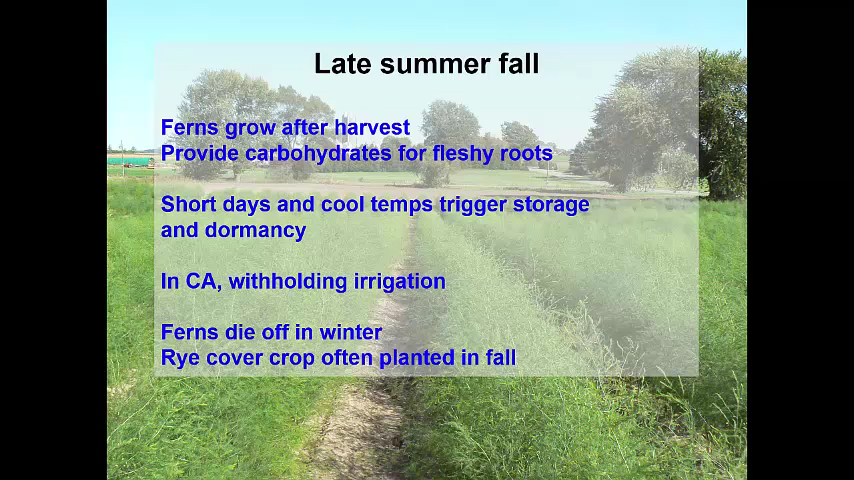 Late summer fall
Ferns grow after harvest
Provide carbohydrates for fleshy roots
Short days and cool temps trigger storage
and dormancy
In CA, withholding irrigation
Ferns die off in winter
Rye cover crop often planted in fall